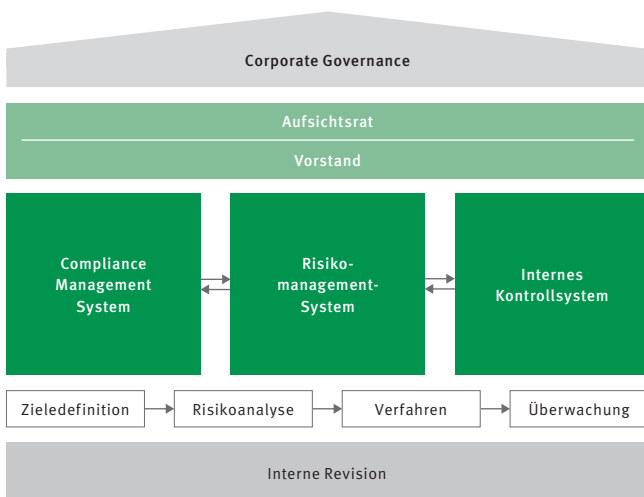 Corporate Governance
Aufsichtsrat
Vorstand
Compliance
Management
System
Risiko-
management-
System
Internes
Kontrollsystem
Zieledefinition
Risikoanalyse
Verfahren
Überwachung
Interne Revision